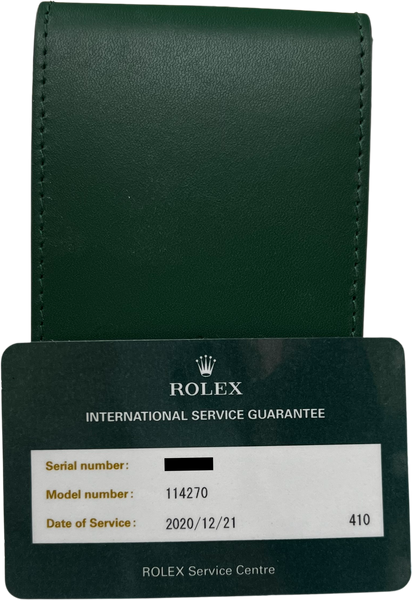 ROLEX
INTERNATIONAL SERVICE GUARANTEE
Serial number:
Model number: 114270
Date of Service: 2020/12/21 410
ROLEX Service Centre